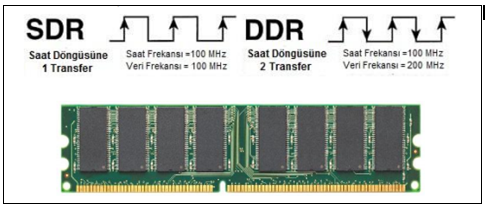 SDR
Saat Döngüsüne
1 Transfer
Saat Frekansı =100 MHz
Veri Frekansı = 100 MHz
DDR
Saat Döngüsüne
2 Transfer
Saat Frekansı =100 MHz
Veri Frekansı = 200 MHz